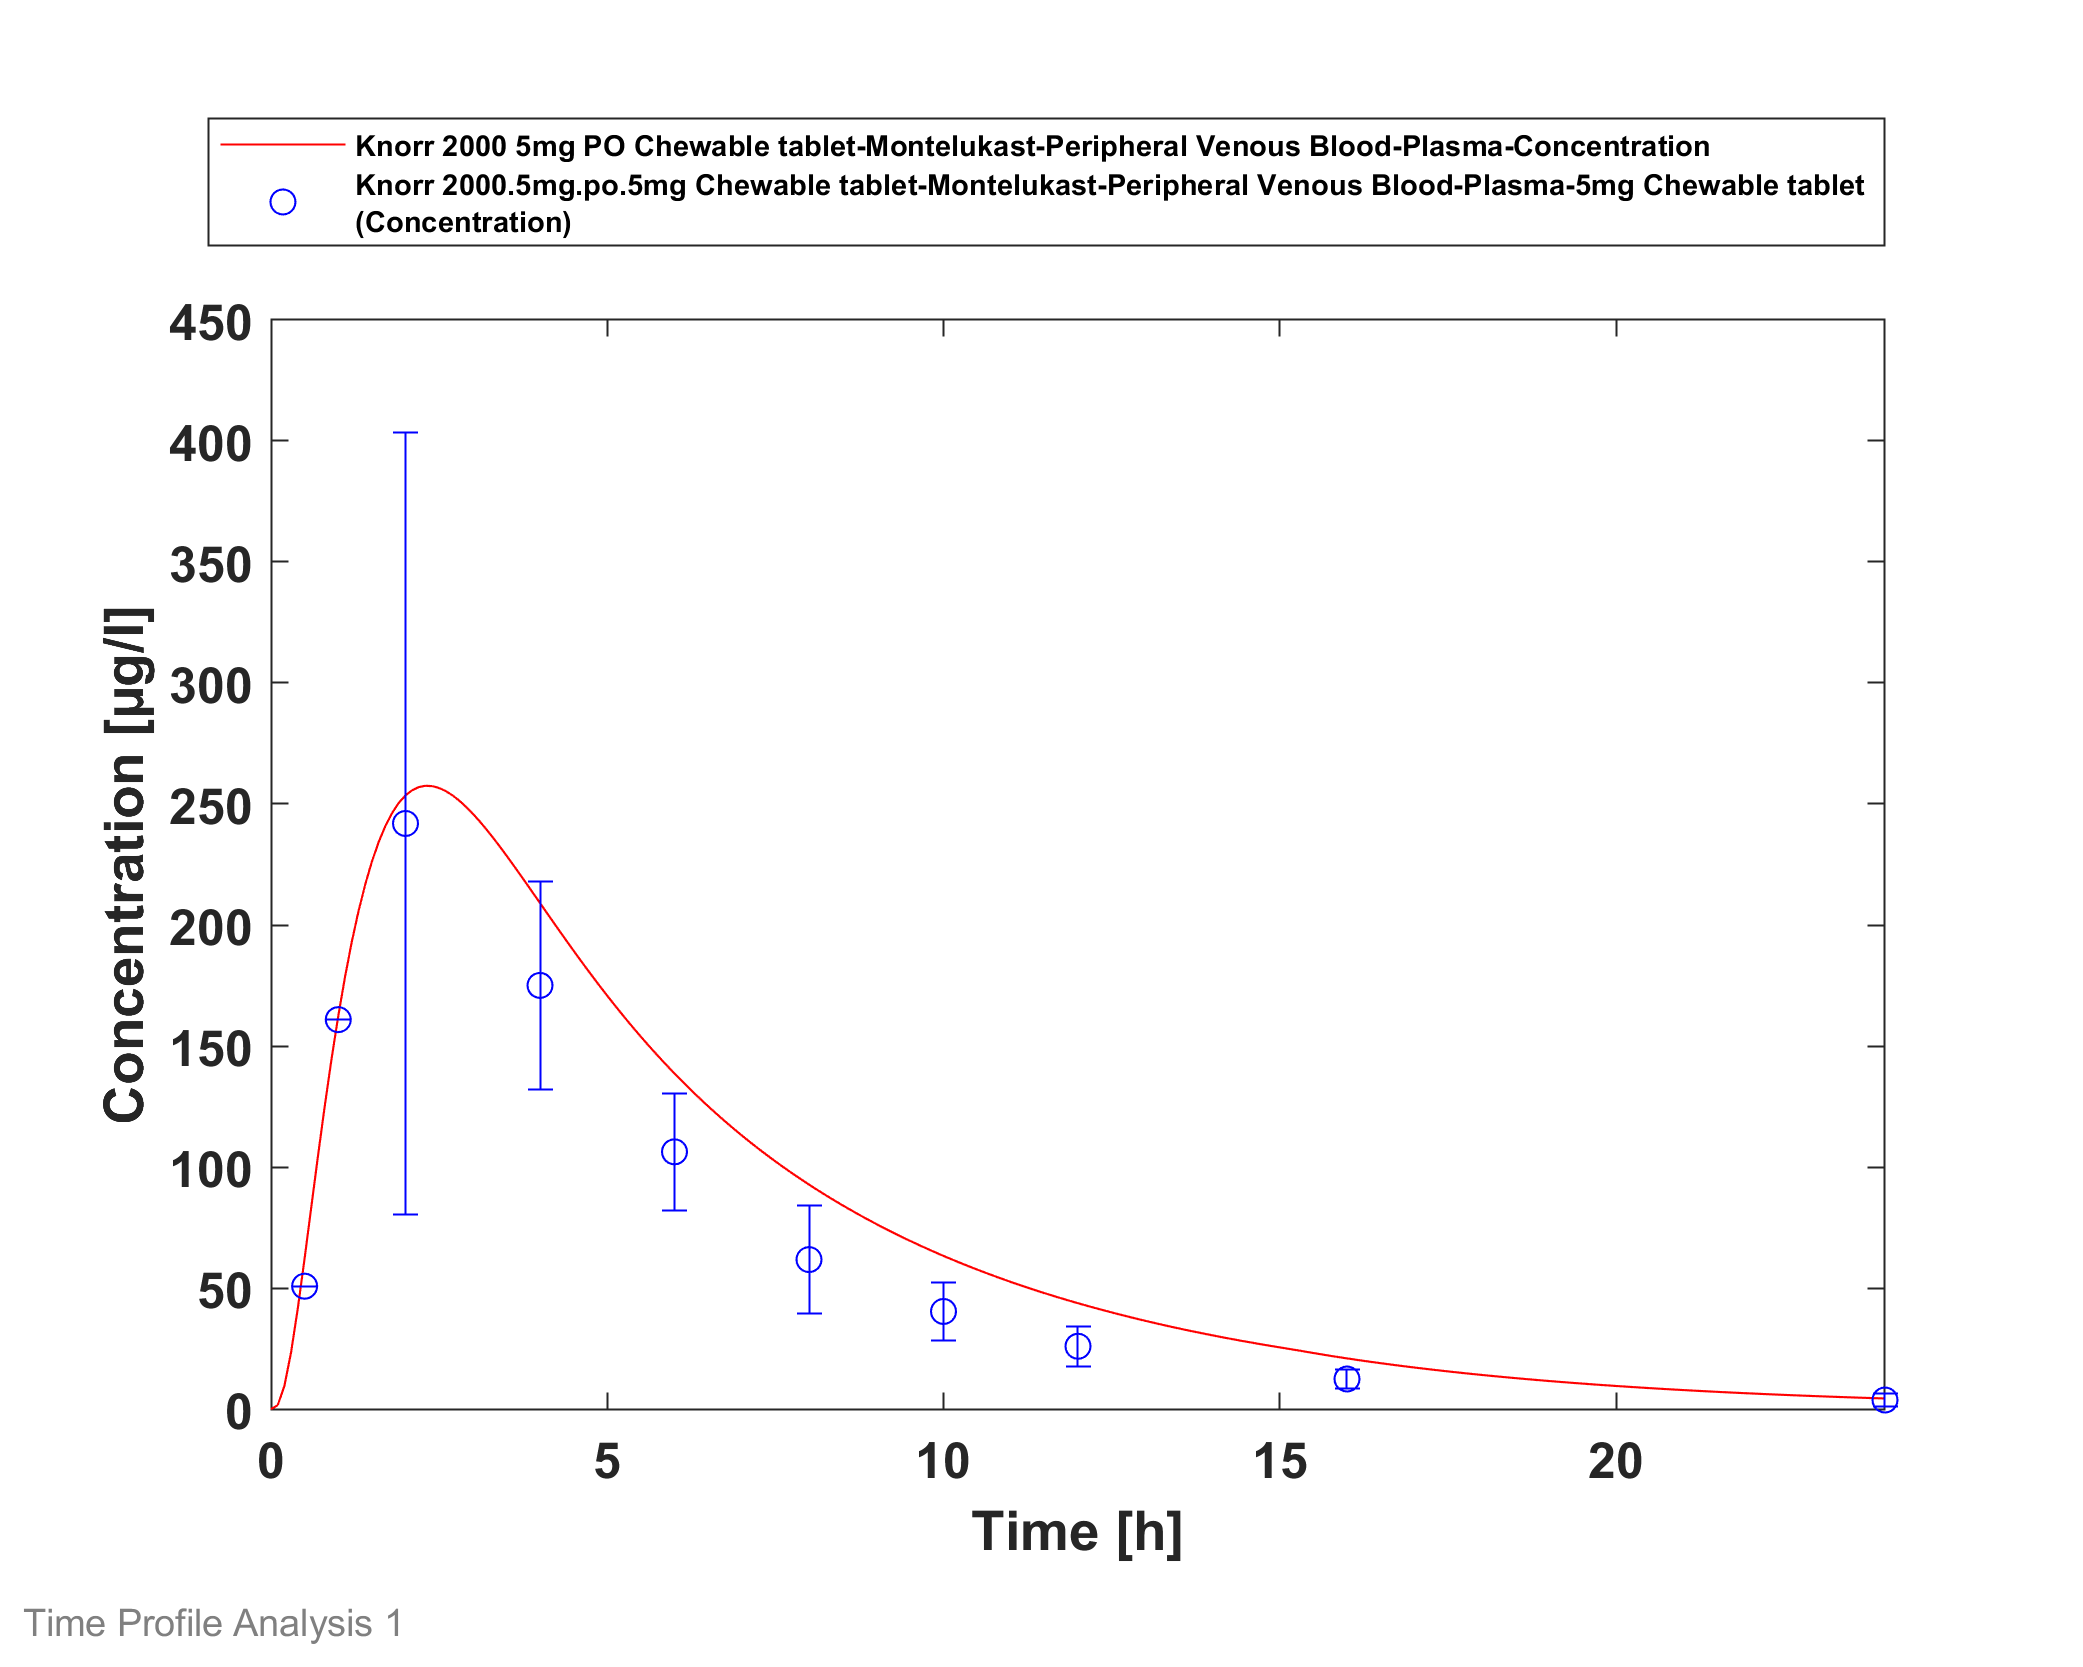 Knorr 2000 5mg PO Chewable tablet-Montelukast-Peripheral Venous Blood-Plasma-Concentration
Knorr 2000.5mg.po.5mg Chewable tablet-Montelukast-Peripheral Venous Blood-Plasma-5mg Chewable tablet
(Concentration)
450
400
350
300
250
200
150
100
50
0
Concentration [µg/l]
0 5 10 15 20
Time [h]
Time Profile Analysis 1